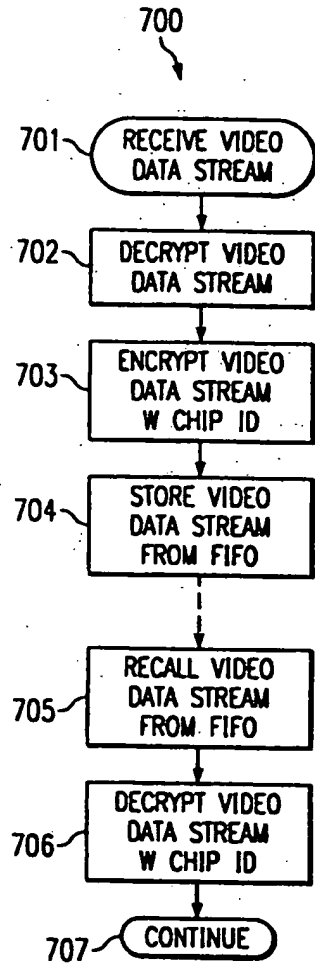 700
701
RECEIVE VIDEO
DATA STREAM
702
DECRYPT VIDEO
DATA STREAM
703
ENCRYPT VIDEO
DATA STREAM
W CHIP ID
704
STORE VIDEO
DATA STREAM
FROM FIFO
705
RECALL VIDEO
DATA STREAM
FROM FIFO
706
DECRYPT VIDEO
DATA STREAM
W CHIP ID
707
CONTINUE